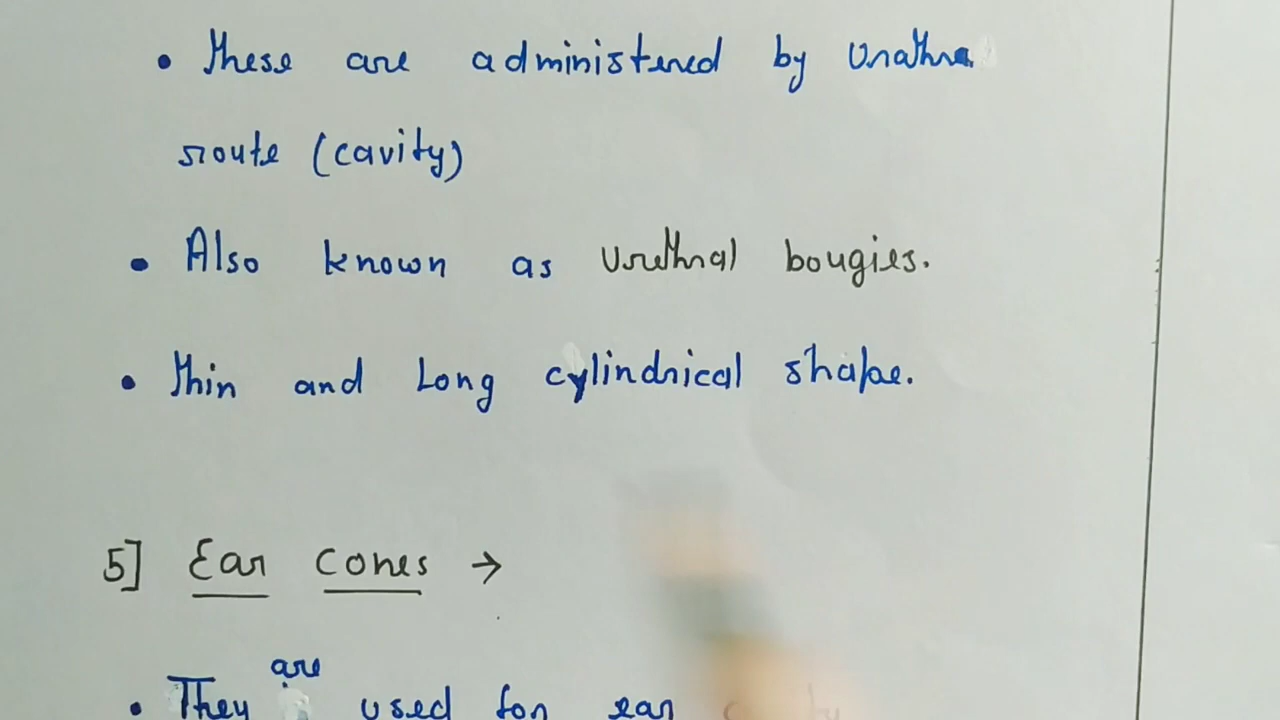 • These are administered by Urathra
route (cavity)
• Also known as Urethral bougies.
• Thin and Long cylindrical shape.
5] Ear Cones →
are
• They used for ear